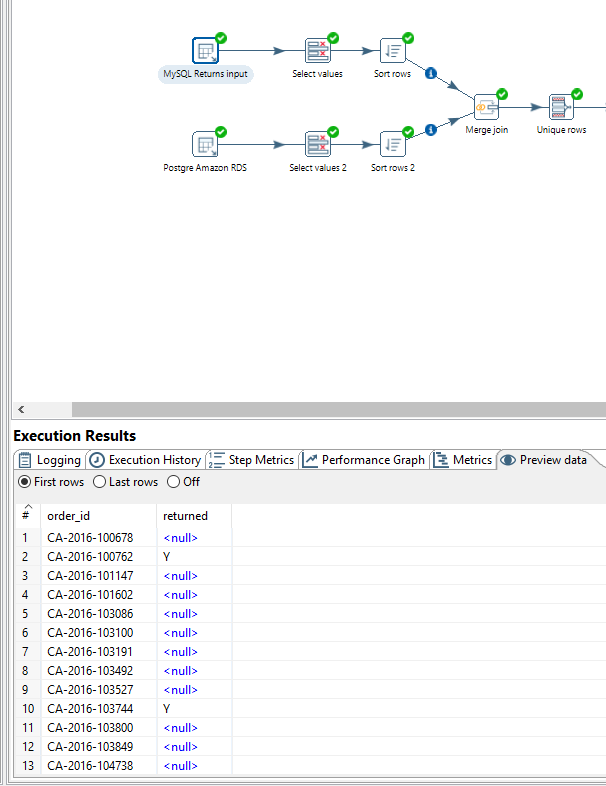 MySQL Returns input
Select values
Sort rows
Merge join
Unique rows
Postgre Amazon RDS
Select values 2
Sort rows 2
Execution Results
Logging Execution History Step Metrics Performance Graph Metrics Preview data
First rows Last rows Off
# order_id returned
1 CA-2016-100678 <null>
2 CA-2016-100762 Y
3 CA-2016-101147 <null>
4 CA-2016-101602 <null>
5 CA-2016-103086 <null>
6 CA-2016-103100 <null>
7 CA-2016-103191 <null>
8 CA-2016-103492 <null>
9 CA-2016-103527 <null>
10 CA-2016-103744 Y
11 CA-2016-103800 <null>
12 CA-2016-103849 <null>
13 CA-2016-104738 <null>